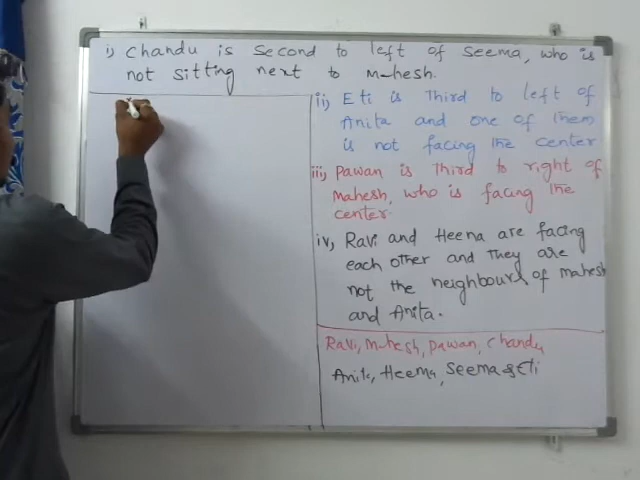 i) Chandu is second to left of Seema, who is
not sitting next to Mahesh.
ii) Eti is Third to left of
Anita and one of Them
is not facing The center
iii) Pawan is Third to right of
Mahesh, who is facing The
center.
iv) Ravi and Heena are facing
each other and They are
not the neighbours of Mahesh
and Anita.
Ravi, Mahesh, Pawan, Chandu
Anita, Heema, Seema & Eti